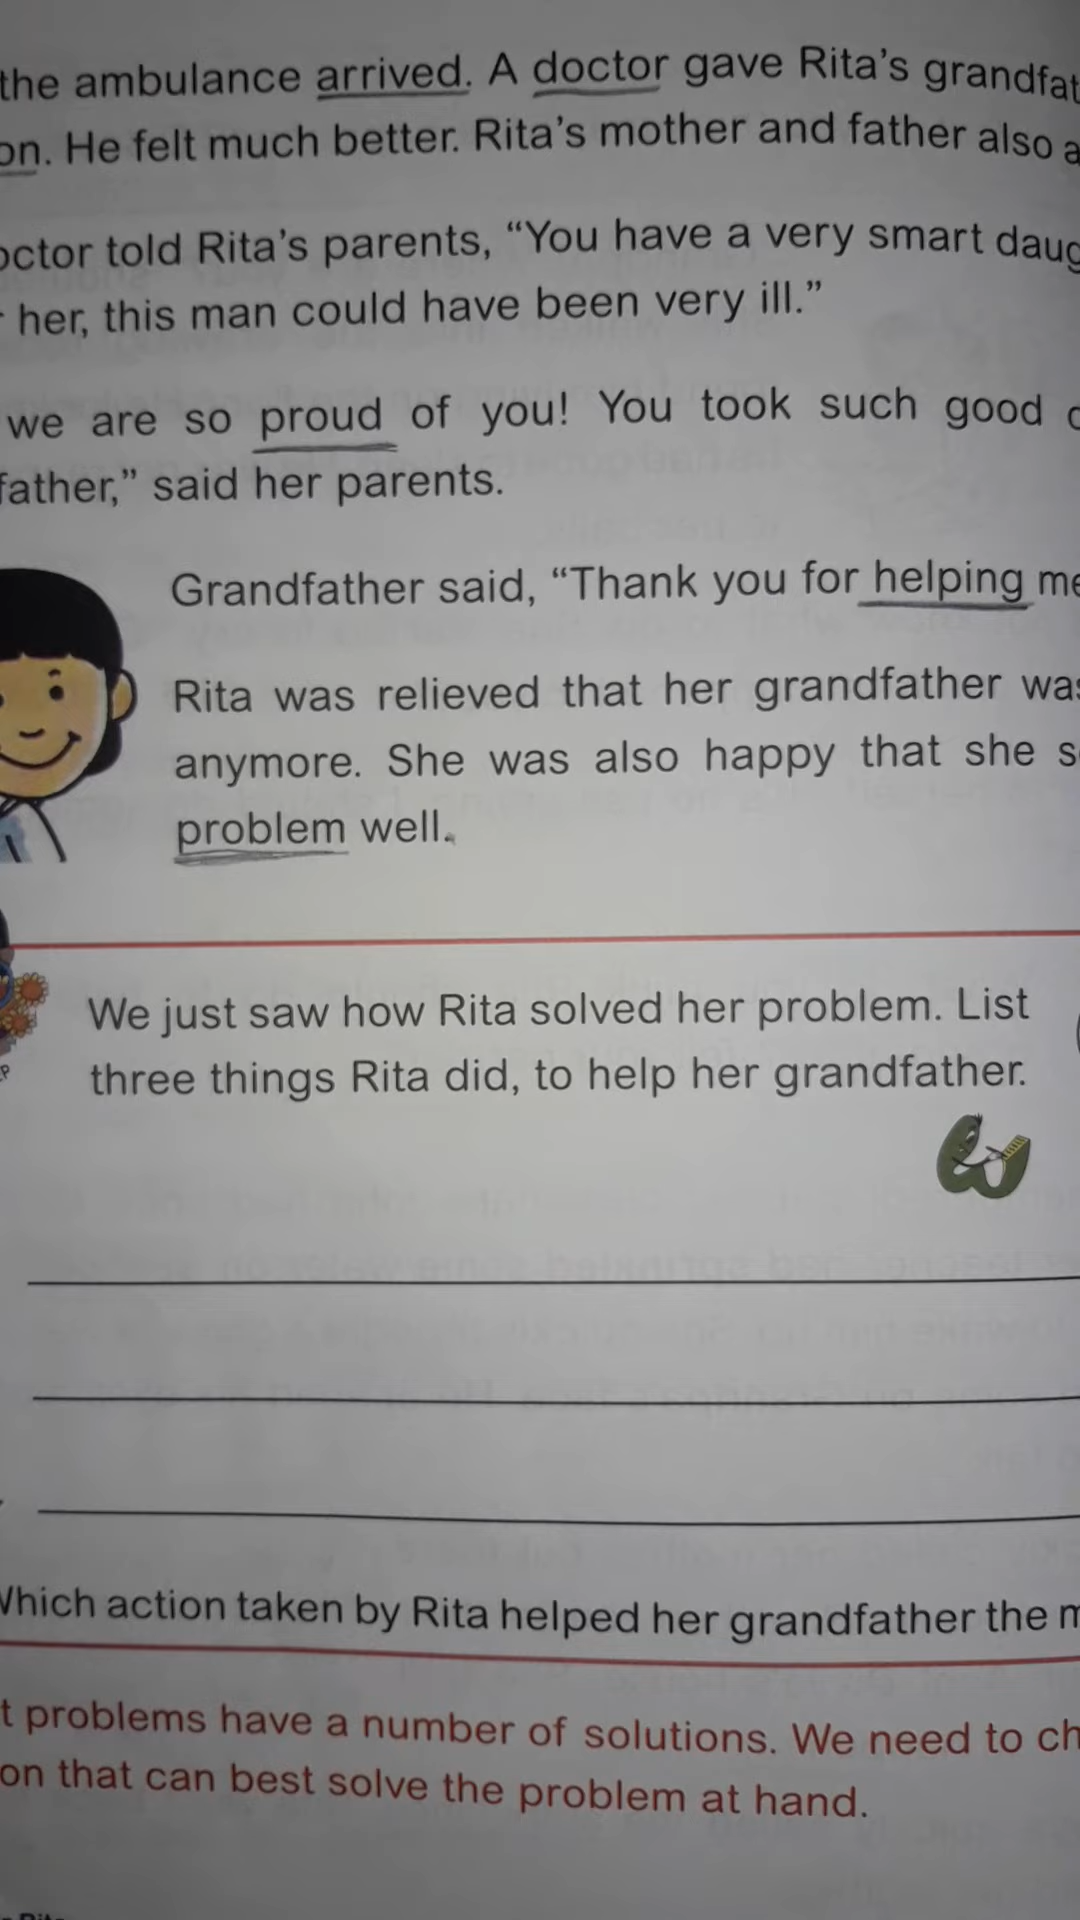 the ambulance arrived. A doctor gave Rita's grandfat
on. He felt much better. Rita's mother and father also a
octor told Rita's parents, “You have a very smart daug
her, this man could have been very ill.”
we are so proud of you! You took such good c
father,” said her parents.
Grandfather said, “Thank you for helping me
Rita was relieved that her grandfather was
anymore. She was also happy that she s
problem well.
We just saw how Rita solved her problem. List
three things Rita did, to help her grandfather.
Which action taken by Rita helped her grandfather the m
t problems have a number of solutions. We need to ch
on that can best solve the problem at hand.